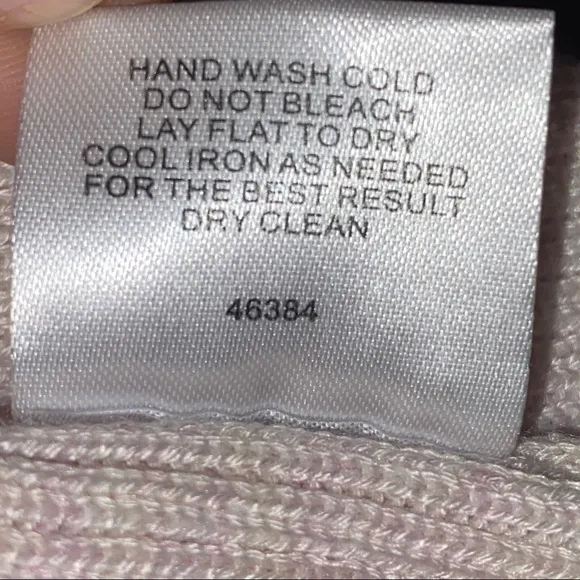 HAND WASH COLD
DO NOT BLEACH
LAY FLAT TO DRY
COOL IRON AS NEEDED
FOR THE BEST RESULT
DRY CLEAN
46384